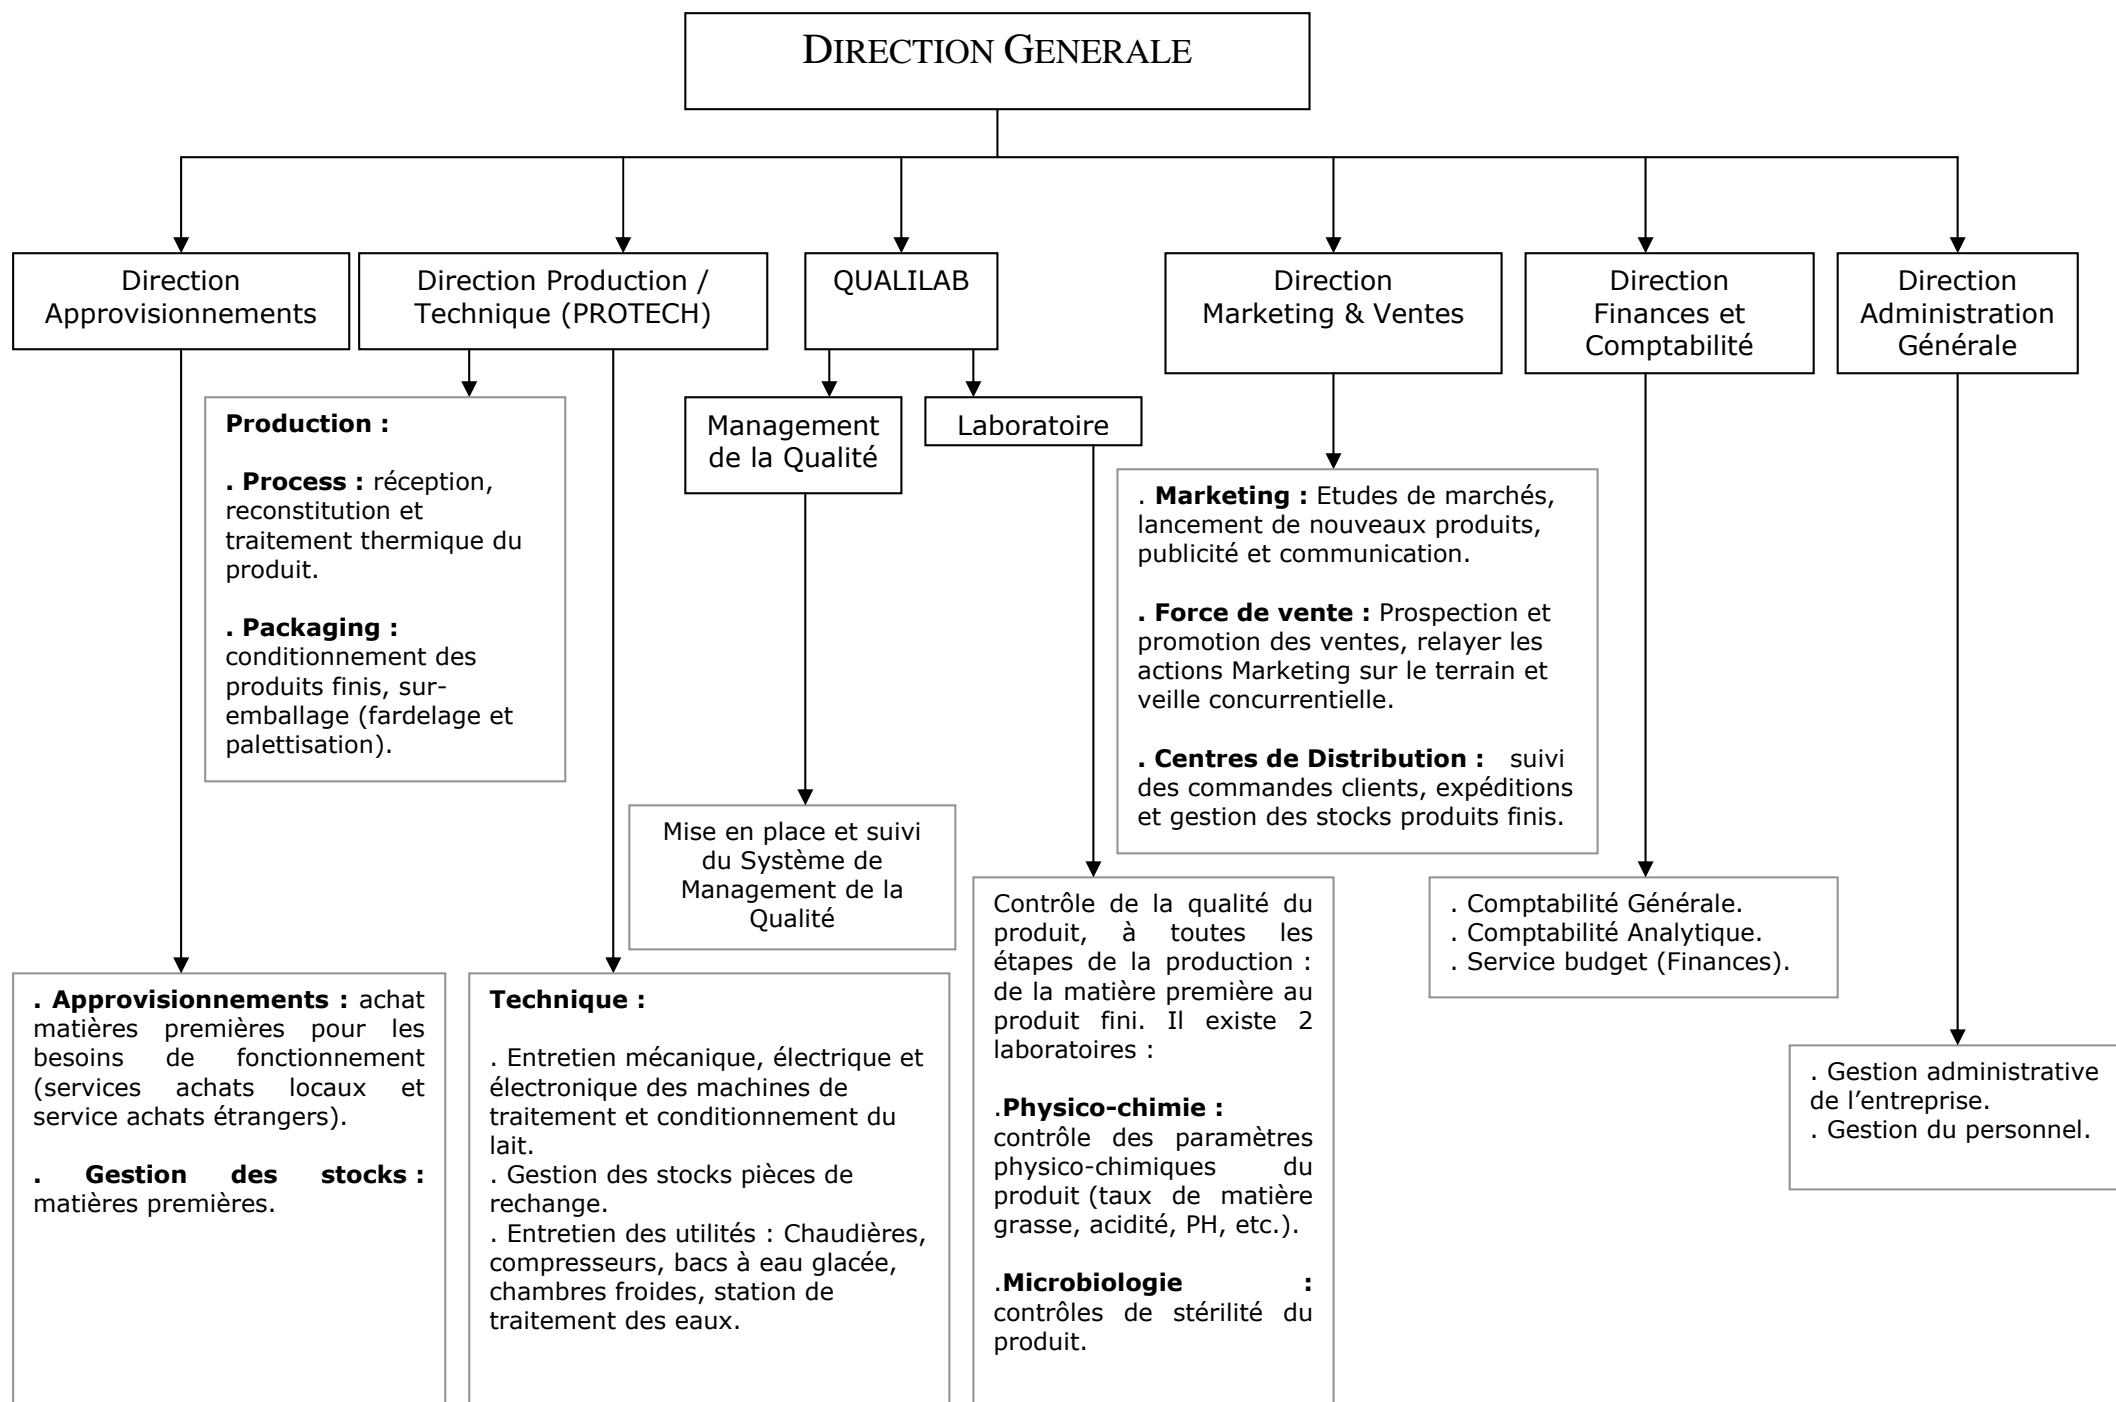 DIRECTION GENERALE
Direction
Approvisionnements
Direction Production /
Technique (PROTECH)
QUALILAB
Direction
Marketing & Ventes
Direction
Finances et
Comptabilité
Direction
Administration
Générale
Production :
. Process : réception,
reconstitution et
traitement thermique du
produit.
. Packaging :
conditionnement des
produits finis, sur-
emballage (fardelage et
palettisation).
Management
de la Qualité
Laboratoire
. Marketing : Etudes de marchés,
lancement de nouveaux produits,
publicité et communication.
. Force de vente : Prospection et
promotion des ventes, relayer les
actions Marketing sur le terrain et
veille concurrentielle.
. Centres de Distribution : suivi
des commandes clients, expéditions
et gestion des stocks produits finis.
Mise en place et suivi
du Système de
Management de la
Qualité
Contrôle de la qualité du
produit, à toutes les
étapes de la production :
de la matière première au
produit fini. Il existe 2
laboratoires :
.Physico-chimie :
contrôle des paramètres
physico-chimiques du
produit (taux de matière
grasse, acidité, PH, etc.).
.Microbiologie :
contrôles de stérilité du
produit.
. Comptabilité Générale.
. Comptabilité Analytique.
. Service budget (Finances).
. Approvisionnements : achat
matières premières pour les
besoins de fonctionnement
(services achats locaux et
service achats étrangers).
. Gestion des stocks :
matières premières.
Technique :
. Entretien mécanique, électrique et
électronique des machines de
traitement et conditionnement du
lait.
. Gestion des stocks pièces de
rechange.
. Entretien des utilités : Chaudières,
compresseurs, bacs à eau glacée,
chambres froides, station de
traitement des eaux.
. Gestion administrative
de l’entreprise.
. Gestion du personnel.